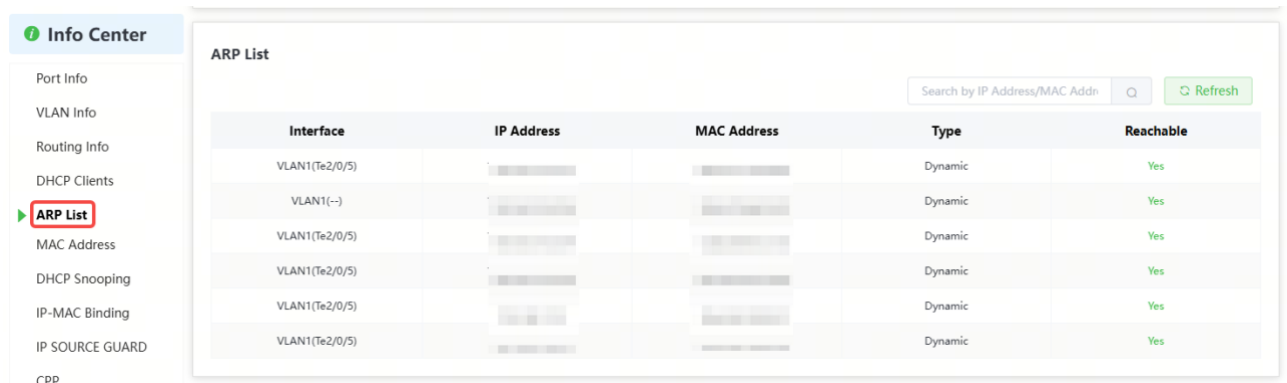 Info Center
Port Info
VLAN Info
Routing Info
DHCP Clients
ARP List
MAC Address
DHCP Snooping
IP-MAC Binding
IP SOURCE GUARD
CPP
ARP List
Search by IP Address/MAC Addr
Refresh
Interface IP Address MAC Address Type Reachable
VLAN1(Te2/0/5) Dynamic Yes
VLAN1(--) Dynamic Yes
VLAN1(Te2/0/5) Dynamic Yes
VLAN1(Te2/0/5) Dynamic Yes
VLAN1(Te2/0/5) Dynamic Yes
VLAN1(Te2/0/5) Dynamic Yes